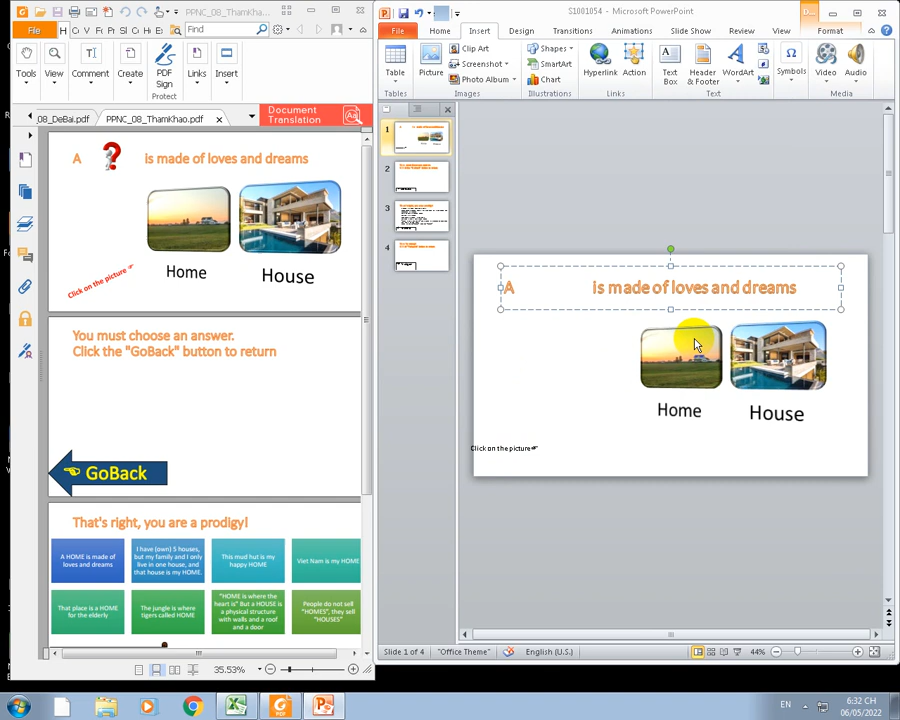 PPNC_08_ThamKhao...
File
H
C
V
F
Pr
Sl
C
R
B
Find
Tools
View
Comment
Create
PDF
Sign
Protect
Links
Insert
08_DeBai.pdf
PPNC_08_ThamKhao.pdf
Document
Translation
A is made of loves and dreams
Home
House
Click on the picture
You must choose an answer.
Click the "GoBack" button to return
GoBack
That's right, you are a prodigy!
A HOME is made of
loves and dreams
I have (own) 5 houses,
but my family and I only
live in one house, and
that house is my HOME.
This mud hut is my
happy HOME
Viet Nam is my HOME
That place is a HOME
for the elderly
The jungle is where
tigers called HOME
"HOME is where the
heart is" But a HOUSE is
a physical structure
with walls and a roof
and a door
People do not sell
"HOMES", they sell
"HOUSES"
35.53%
S1001054 - Microsoft PowerPoint
File
Home
Insert
Design
Transitions
Animations
Slide Show
Review
View
Format
Table
Tables
Picture
Clip Art
Screenshot
Photo Album
Images
Shapes
SmartArt
Chart
Illustrations
Hyperlink
Action
Links
Text
Box
Header
& Footer
WordArt
Text
Symbols
Video
Audio
Media
1
2
3
4
A is made of loves and dreams
Home
House
Click on the picture
Slide 1 of 4
"Office Theme"
English (U.S.)
44%
EN
6:32 CH
06/05/2022